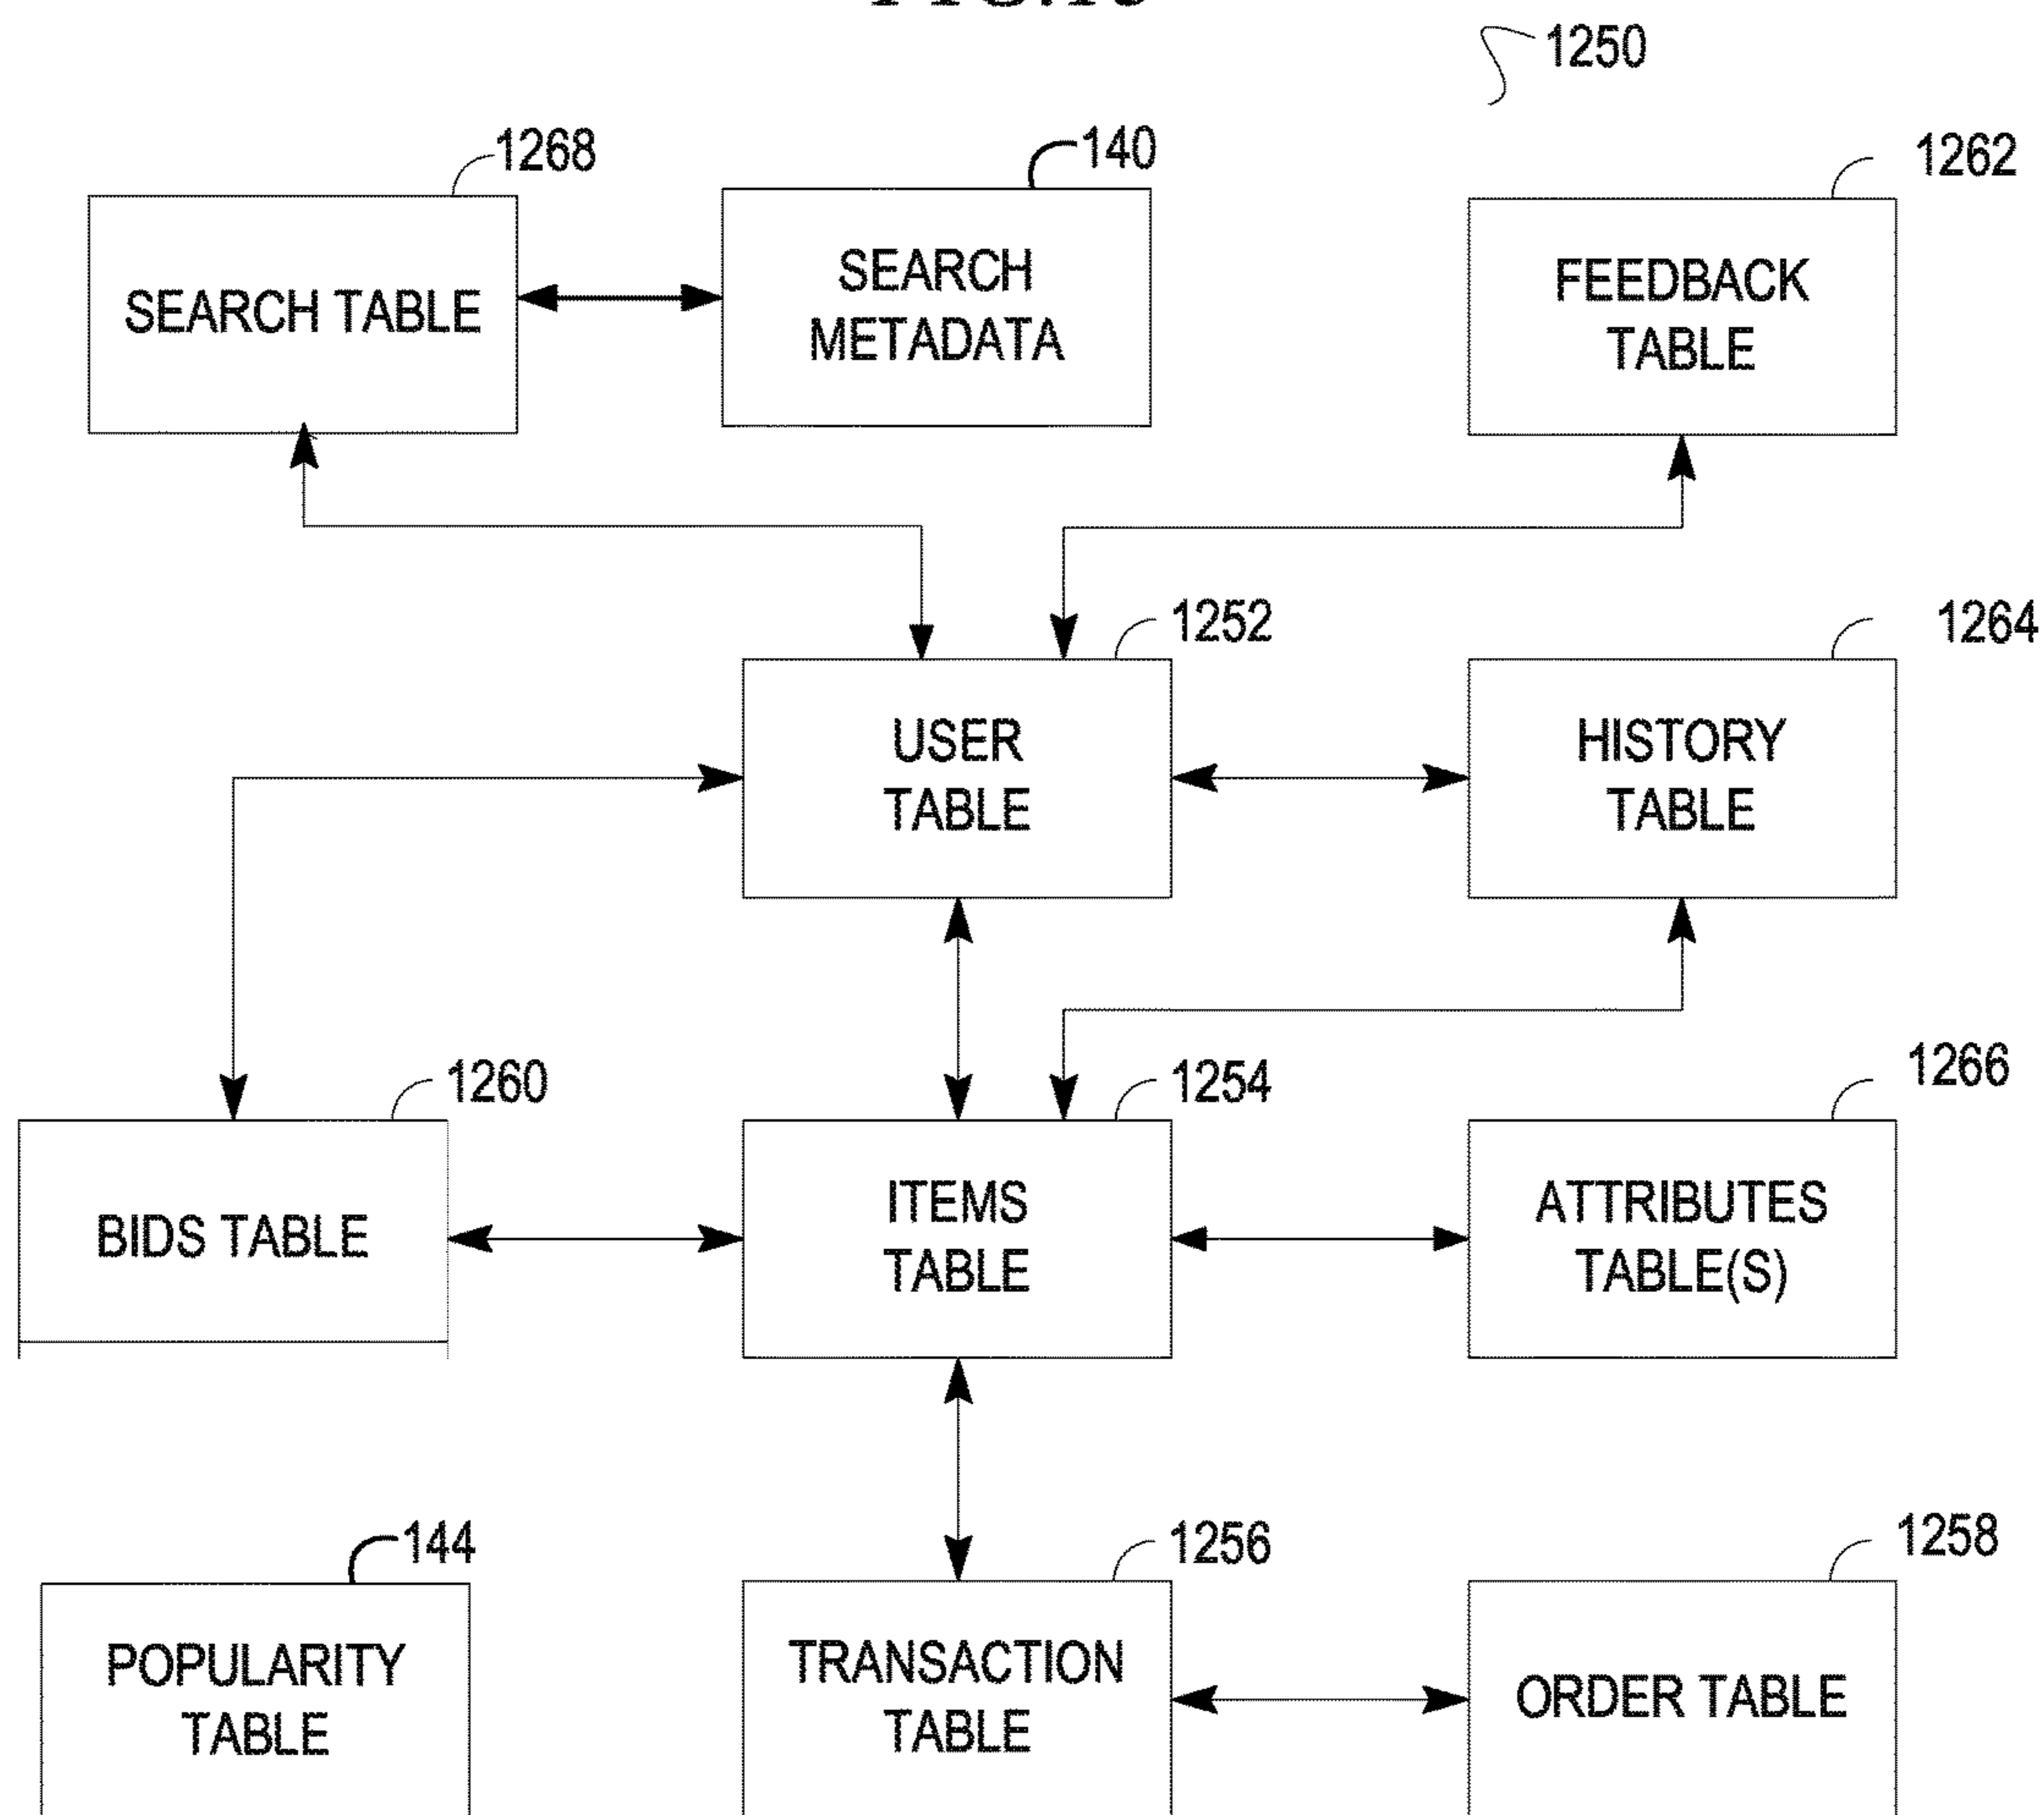 1250
1268
140
1262
SEARCH TABLE
SEARCH
METADATA
FEEDBACK
TABLE
1252
1264
USER
TABLE
HISTORY
TABLE
1260
1254
1266
BIDS TABLE
ITEMS
TABLE
ATTRIBUTES
TABLE(S)
144
1256
1258
POPULARITY
TABLE
TRANSACTION
TABLE
ORDER TABLE